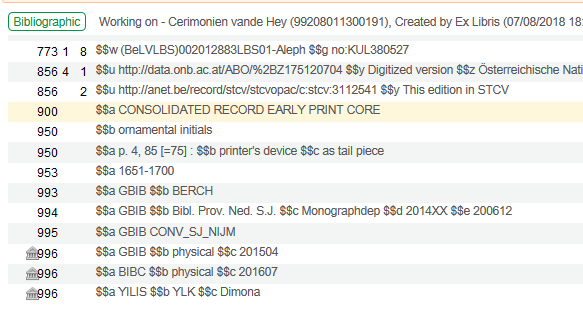 Bibliographic Working on - Cerimonien vande Hey (99208011300191), Created by Ex Libris (07/08/2018 18:
773 1 8 $$w (BeLVLBS)002012883LBS01-Aleph $$g no:KUL380527
856 4 1 $$u http://data.onb.ac.at/ABO/%2BZ175120704 $$y Digitized version $$z Österreichische Nati
856 2 $$u http://anet.be/record/stcv/stcvopac/c:stcv:3112541 $$y This edition in STCV
900 $$a CONSOLIDATED RECORD EARLY PRINT CORE
950 $$b ornamental initials
950 $$a p. 4, 85 [=75] : $$b printer's device $$c as tail piece
953 $$a 1651-1700
993 $$a GBIB $$b BERCH
994 $$a GBIB $$b Bibl. Prov. Ned. S.J. $$c Monographdep $$d 2014XX $$e 200612
995 $$a GBIB CONV_SJ_NIJM
996 $$a GBIB $$b physical $$c 201504
996 $$a BIBC $$b physical $$c 201607
996 $$a YILIS $$b YLK $$c Dimona